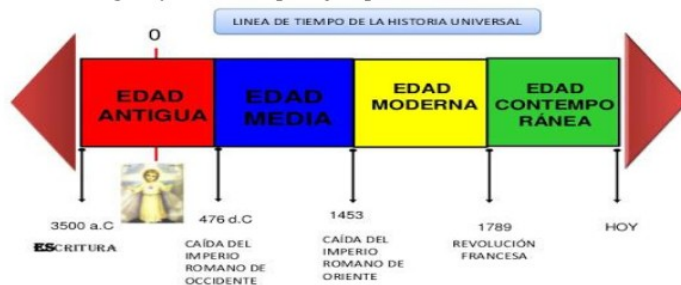 LINEA DE TIEMPO DE LA HISTORIA UNIVERSAL
0
EDAD
ANTIGUA
EDAD
MEDIA
EDAD
MODERNA
EDAD
CONTEMPO
RÁNEA
3500 a.C
ESCRITURA
476 d.C
CAÍDA DEL
IMPERIO
ROMANO DE
OCCIDENTE
1453
CAÍDA DEL
IMPERIO
ROMANO DE
ORIENTE
1789
REVOLUCIÓN
FRANCESA
HOY